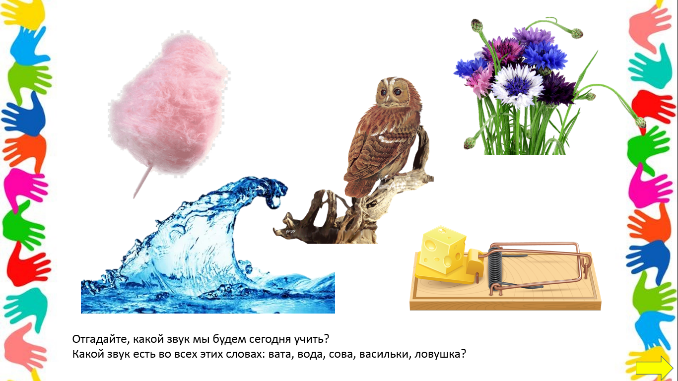 Отгадайте, какой звук мы будем сегодня учить?
Какой звук есть во всех этих словах: вата, вода, сова, васильки, ловушка?